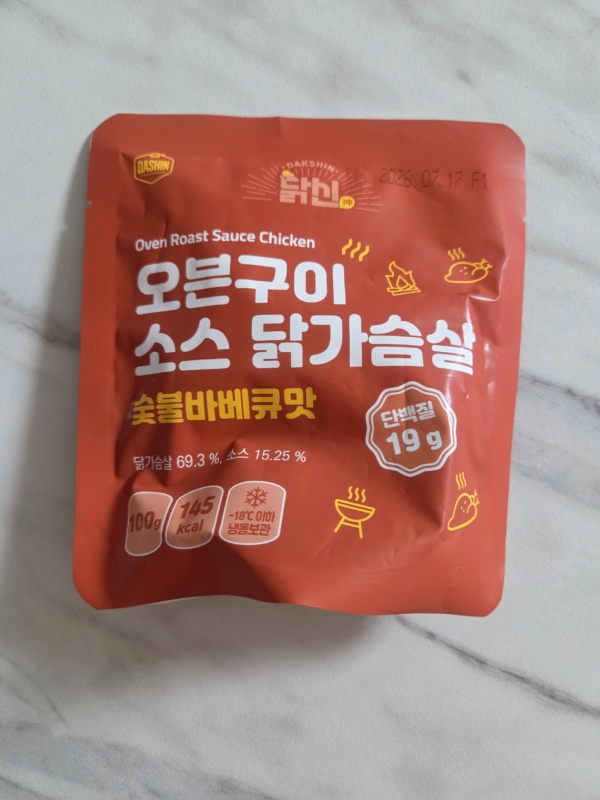 DASHIN
DAKSHIN
닭신
神
2026.07.17 F1
Oven Roast Sauce Chicken
오븐구이
소스 닭가슴살
숯불바베큐맛
단백질
19 g
닭가슴살 69.3 %, 소스 15.25 %
100g
145
kcal
-18℃ 이하
냉동보관